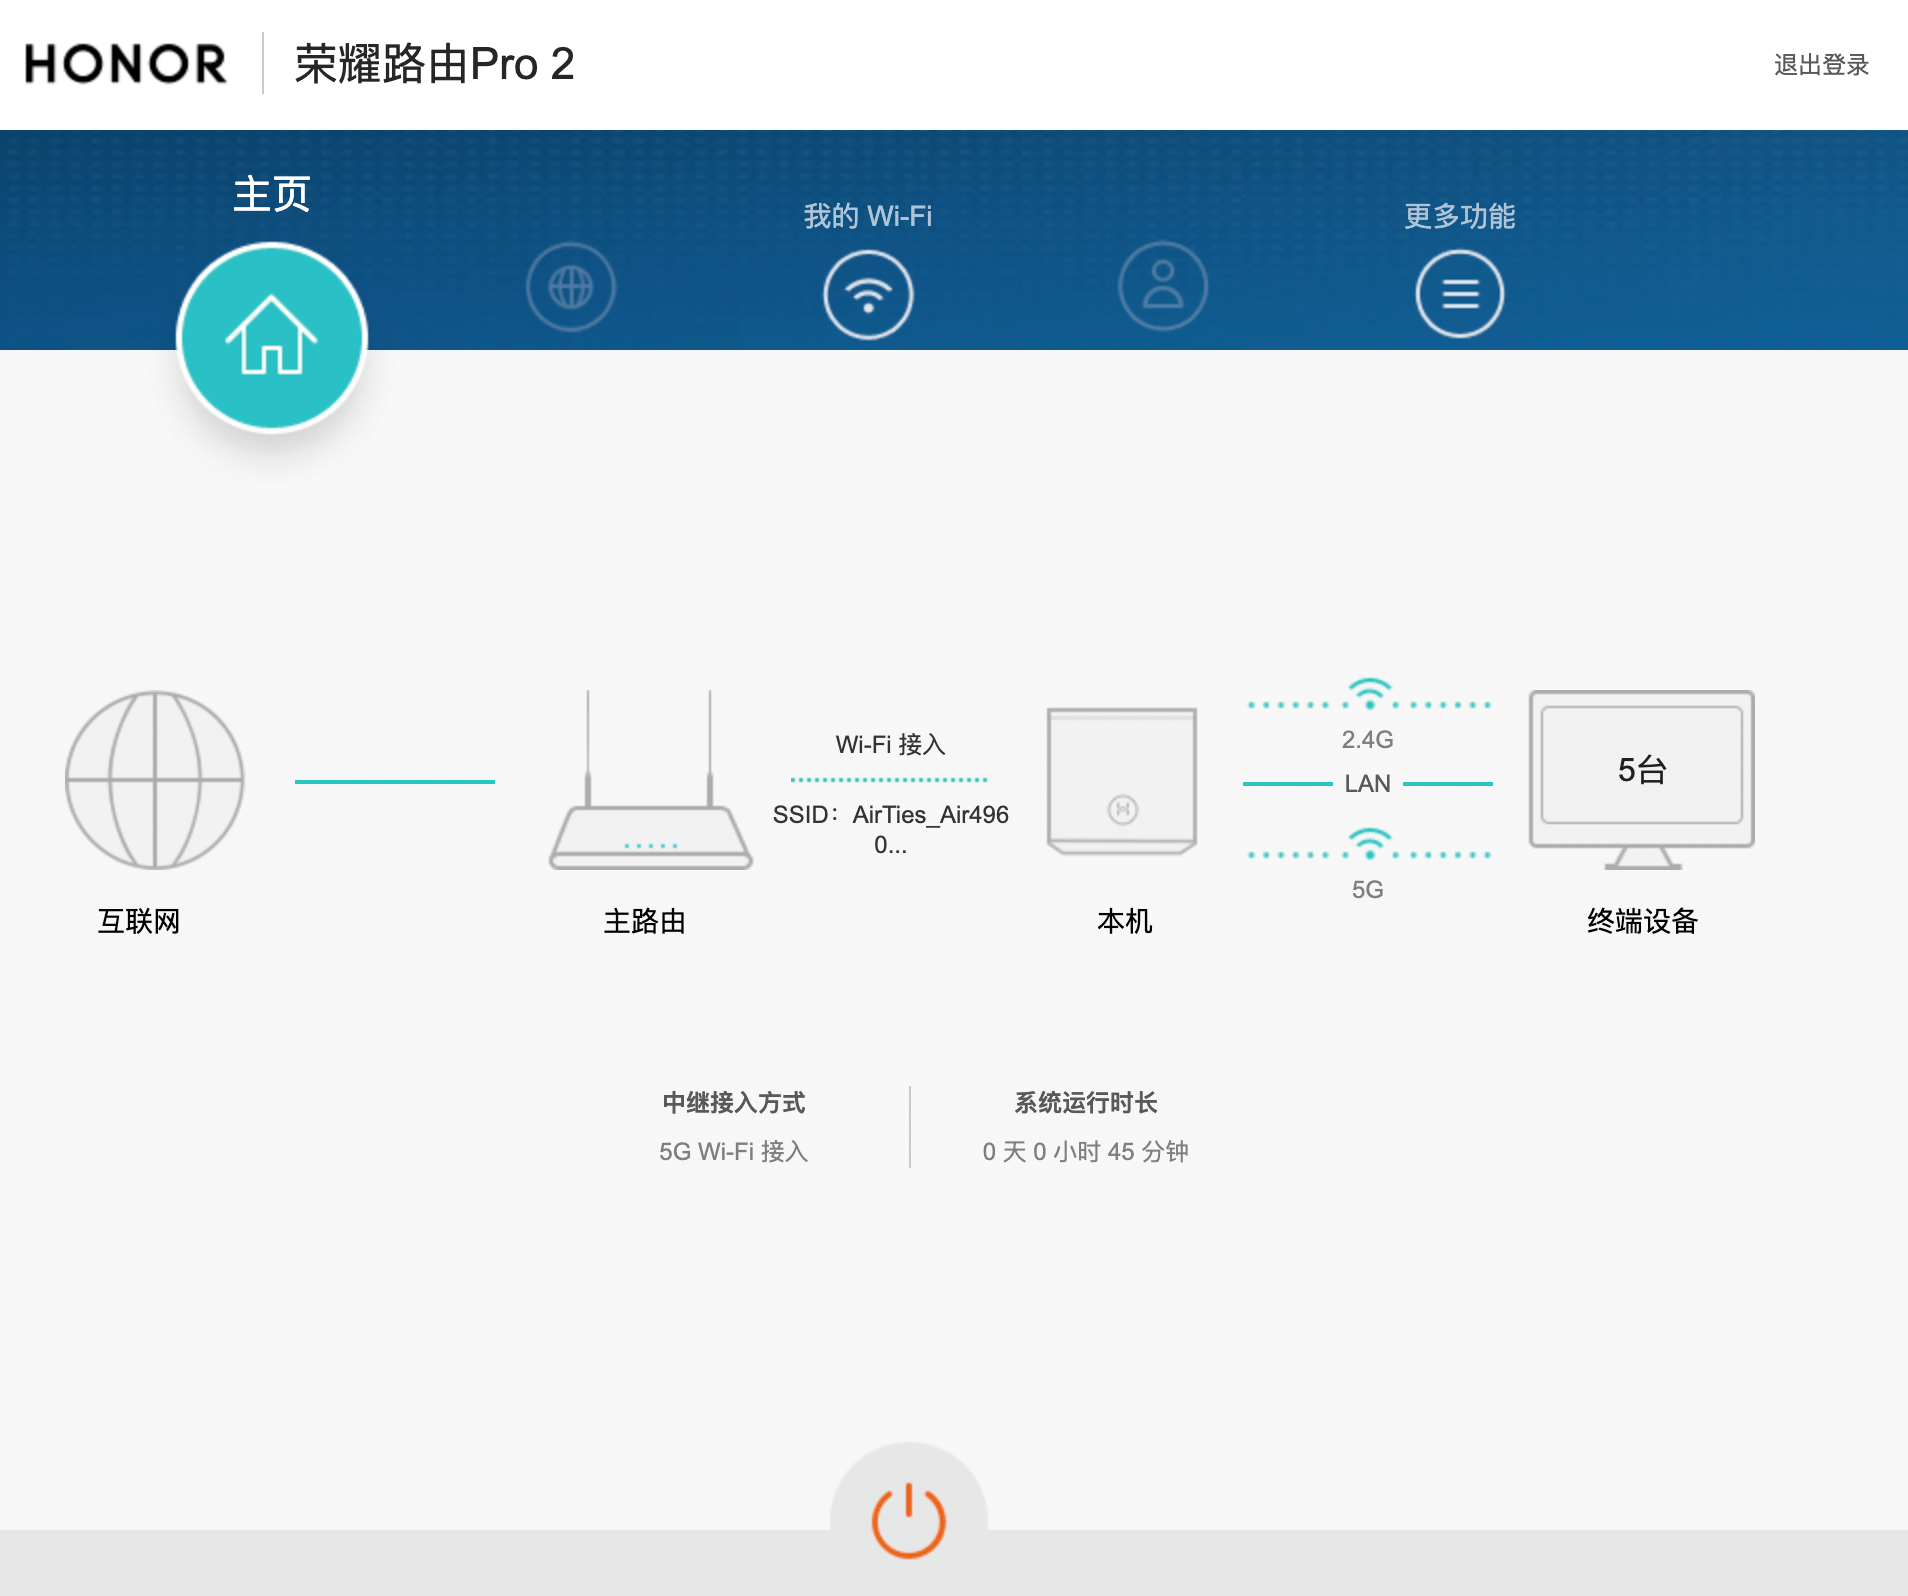 HONOR
荣耀路由Pro 2
退出登录
主页
我的 Wi-Fi
更多功能
Wi-Fi 接入
SSID：AirTies_Air496
0...
2.4G
LAN
5G
5台
互联网
主路由
本机
终端设备
中继接入方式
系统运行时长
5G Wi-Fi 接入
0 天 0 小时 45 分钟